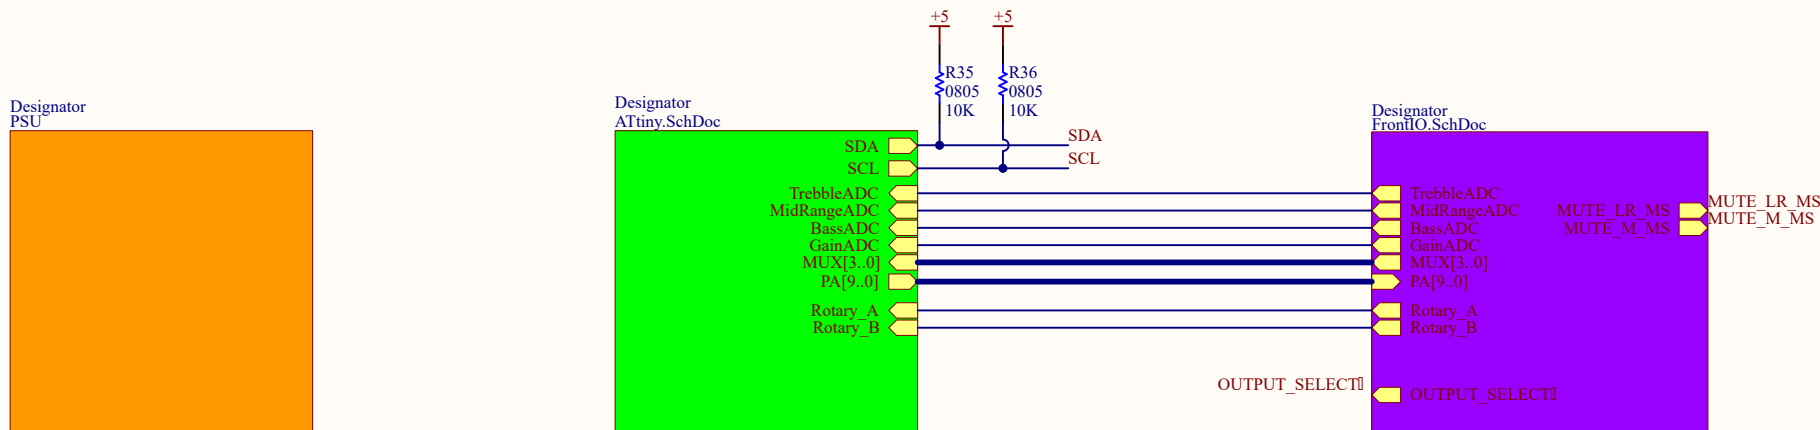 +5
+5
R35
0805
10K
R36
0805
10K
Designator
PSU
Designator
ATtiny.SchDoc
Designator
FrontIO.SchDoc
SDA
SDA
SCL
SCL
TrebbleADC
TrebbleADC
MidRangeADC
MidRangeADC
MUTE_LR_MS
MUTE_LR_MS
BassADC
BassADC
MUTE_M_MS
MUTE_M_MS
GainADC
GainADC
MUX[3..0]
MUX[3..0]
PA[9..0]
PA[9..0]
Rotary_A
Rotary_A
Rotary_B
Rotary_B
OUTPUT_SELECT▯
OUTPUT_SELECT▯